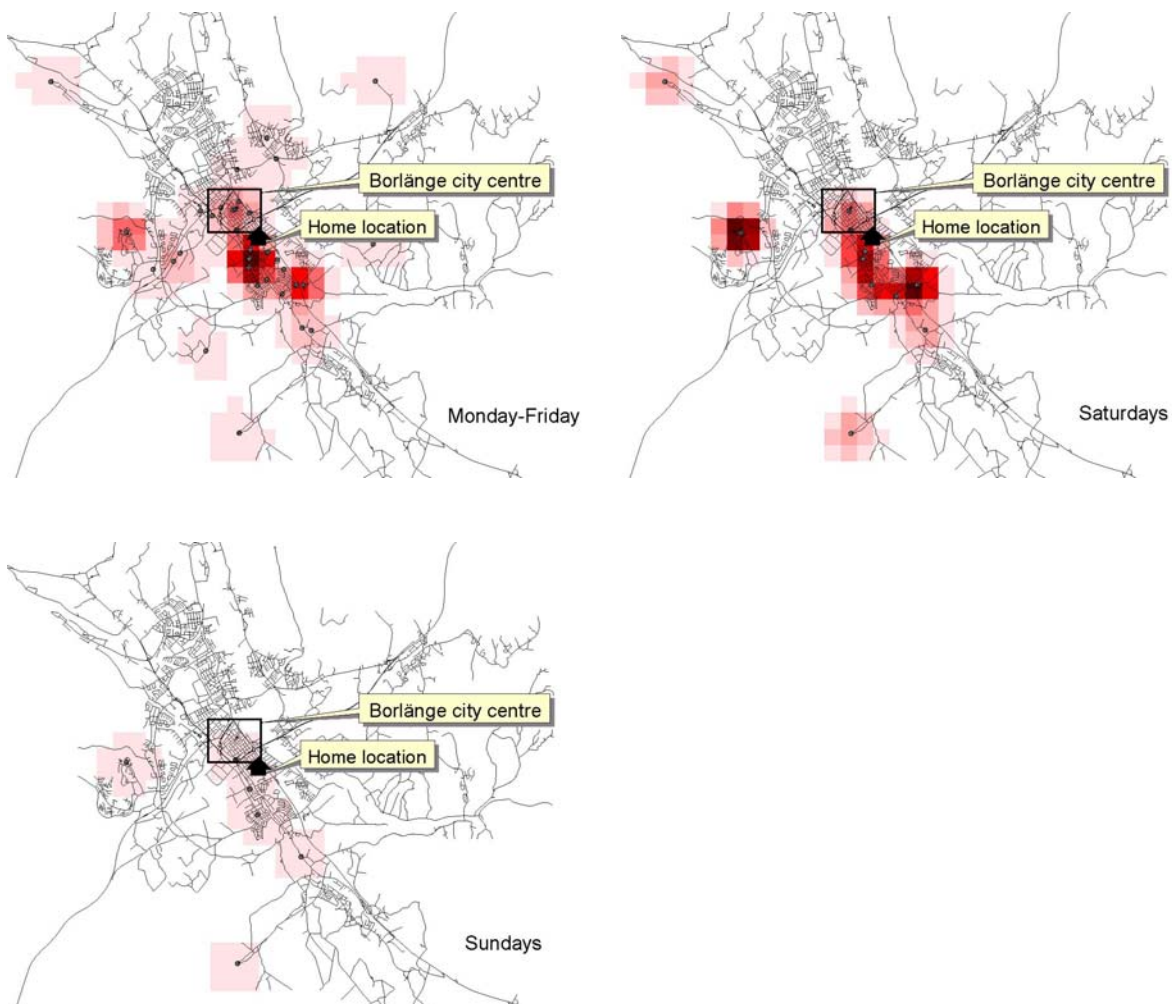 Borlänge city centre
Home location
Monday-Friday
Borlänge city centre
Home location
Saturdays
Borlänge city centre
Home location
Sundays